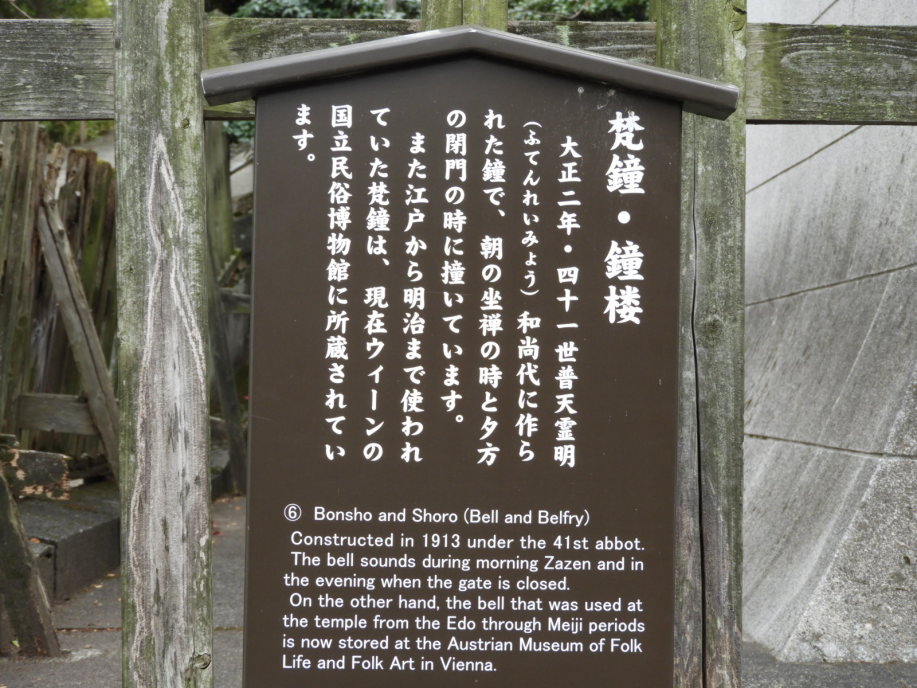 梵鐘・鐘楼
大正二年・四十一世普天霊明
（ふてんれいみょう）和尚代に作ら
れた鐘で、朝の坐禅の時と夕方
の閉門の時に撞いています。
また江戸から明治まで使われ
ていた梵鐘は、現在ウィーンの
国立民俗博物館に所蔵されてい
ます。
⑥ Bonsho and Shoro (Bell and Belfry)
Constructed in 1913 under the 41st abbot.
The bell sounds during morning Zazen and in
the evening when the gate is closed.
On the other hand, the bell that was used at
the temple from the Edo through Meiji periods
is now stored at the Austrian Museum of Folk
Life and Folk Art in Vienna.